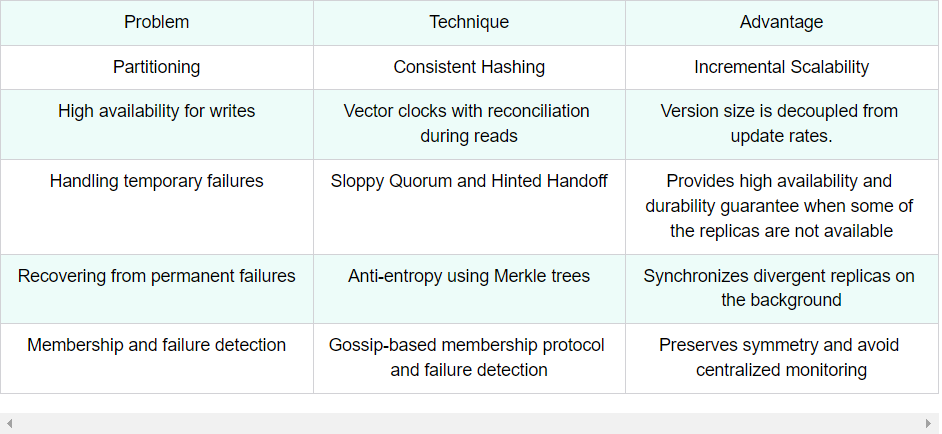 Problem
Technique
Advantage
Partitioning
Consistent Hashing
Incremental Scalability
High availability for writes
Vector clocks with reconciliation
during reads
Version size is decoupled from
update rates.
Handling temporary failures
Sloppy Quorum and Hinted Handoff
Provides high availability and
durability guarantee when some of
the replicas are not available
Recovering from permanent failures
Anti-entropy using Merkle trees
Synchronizes divergent replicas on
the background
Membership and failure detection
Gossip-based membership protocol
and failure detection
Preserves symmetry and avoid
centralized monitoring